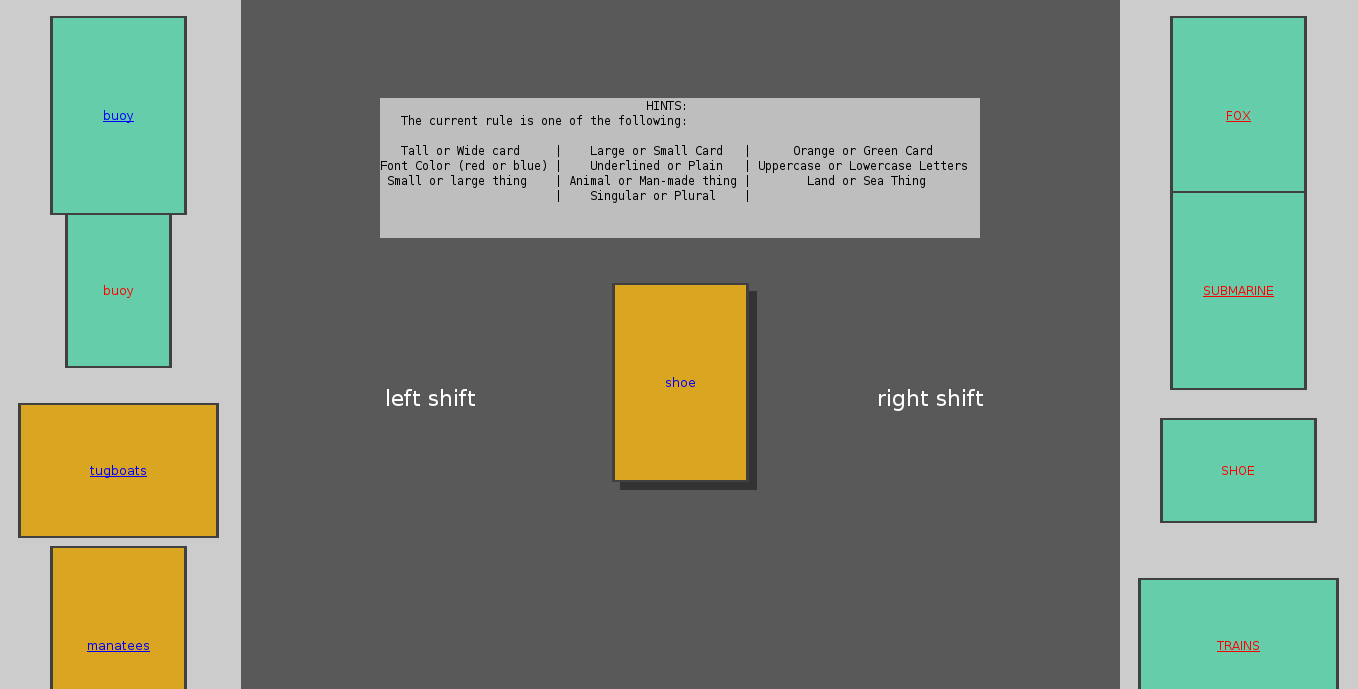 buoy
buoy
tugboats
manatees
HINTS:
The current rule is one of the following:
Tall or Wide card | Large or Small Card | Orange or Green Card
Font Color (red or blue) | Underlined or Plain | Uppercase or Lowercase Letters
Small or large thing | Animal or Man-made thing | Land or Sea Thing
| Singular or Plural |
shoe
left shift
right shift
FOX
SUBMARINE
SHOE
TRAINS